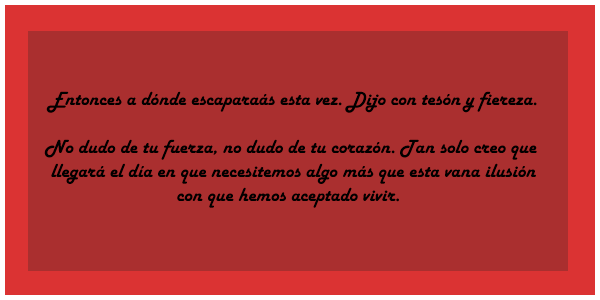 Entonces a dónde escaparaás esta vez. Dijo con tesón y fiereza.
No dudo de tu fuerza, no dudo de tu corazón. Tan solo creo que
llegará el día en que necesitemos algo más que esta vana ilusión
con que hemos aceptado vivir.